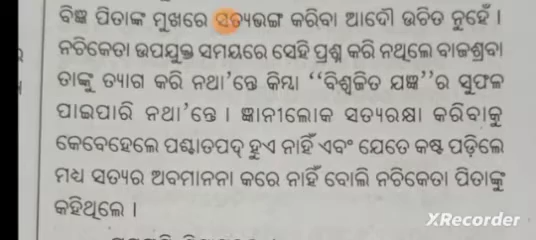 ବିଜ୍ଞ ପିତାଙ୍କ ମୁଖରେ ସତ୍ୟଭଙ୍ଗ କରିବା ଆଦୌ ଉଚିତ ନୁହେଁ ।
ନଚିକେତା ଉପଯୁକ୍ତ ସମୟରେ ସେହି ପ୍ରଶ୍ନ କରି ନଥିଲେ ବାଜଶ୍ରବା
ତାଙ୍କୁ ତ୍ୟାଗ କରି ନଥା'ନ୍ତେ କିମ୍ବା “ବିଶ୍ୱଜିତ ଯଜ୍ଞ”ର ସୁଫଳ
ପାଇପାରି ନଥା'ନ୍ତେ । ଜ୍ଞାନୀଲୋକ ସତ୍ୟରକ୍ଷା କରିବାକୁ
କେବେହେଲେ ପଶ୍ଚାତପଦ ହୁଏ ନାହିଁ ଏବଂ ଯେତେ କଷ୍ଟ ପଡ଼ିଲେ
ମଧ୍ୟ ସତ୍ୟର ଅବମାନନା କରେ ନାହିଁ ବୋଲି ନଚିକେତା ପିତାଙ୍କୁ
କହିଥିଲେ ।
XRecorder